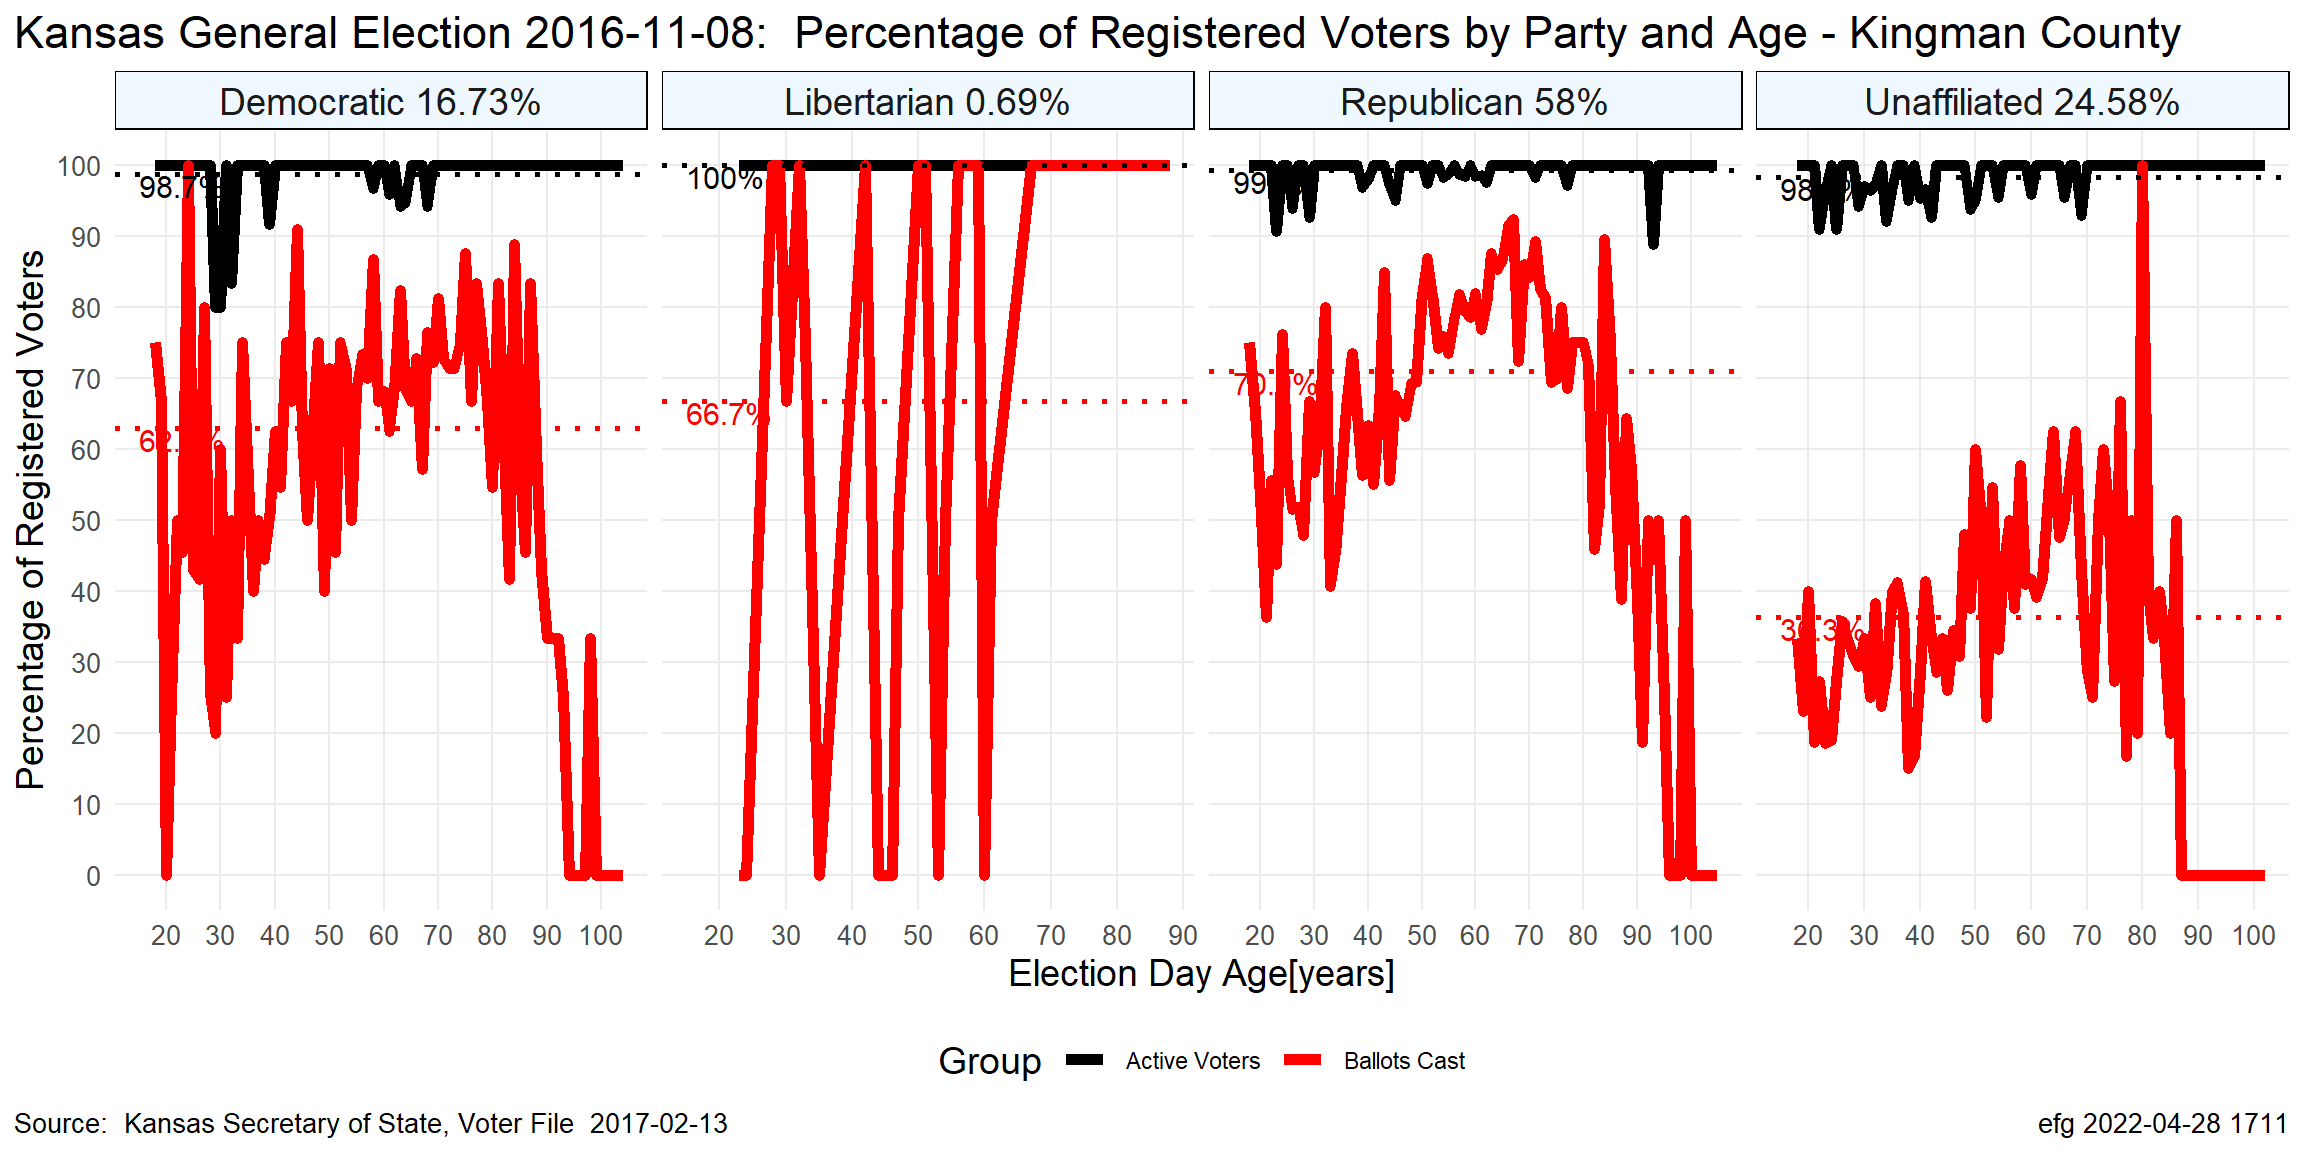 Kansas General Election 2016-11-08:  Percentage of Registered Voters by Party and Age - Kingman County
Democratic 16.73%
Libertarian 0.69%
Republican 58%
Unaffiliated 24.58%
Percentage of Registered Voters
100
90
80
70
60
50
40
30
20
10
0
98.7%
100%
66.7%
36.3%
20 30 40 50 60 70 80 90 100
20 30 40 50 60 70 80 90
20 30 40 50 60 70 80 90 100
20 30 40 50 60 70 80 90 100
Election Day Age[years]
Group Active Voters Ballots Cast
Source:  Kansas Secretary of State, Voter File  2017-02-13
efg 2022-04-28 1711